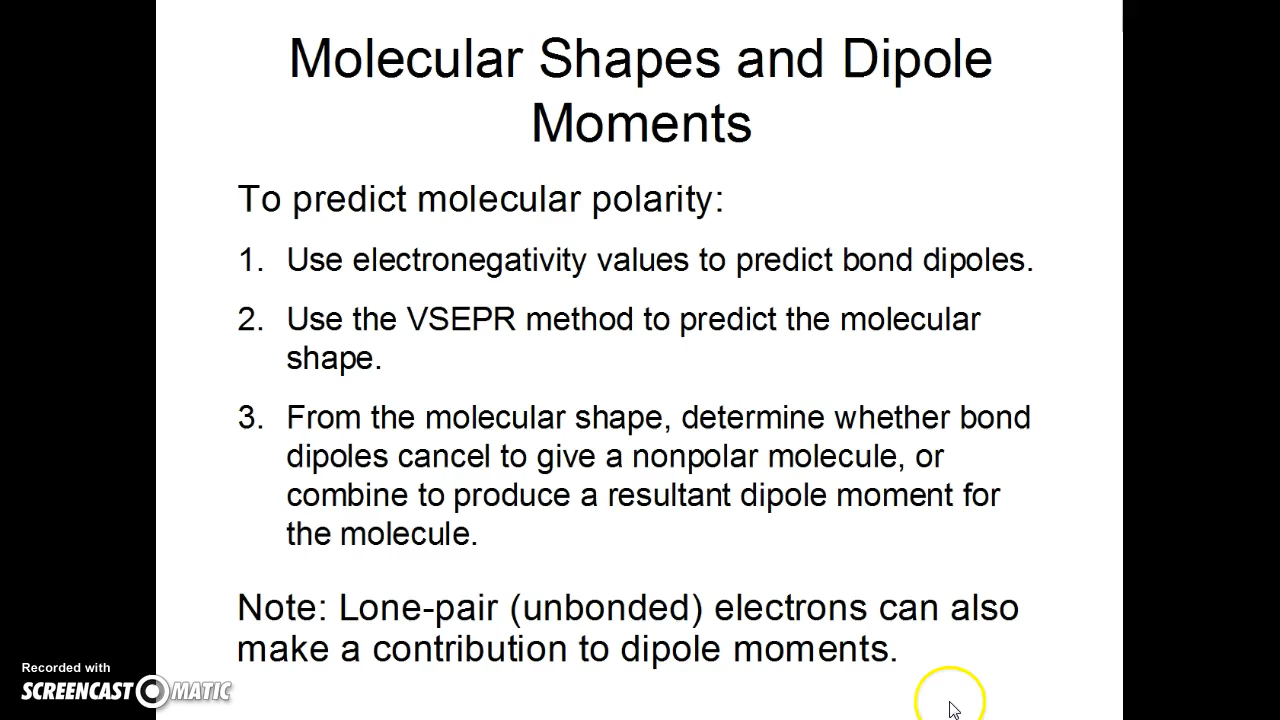 Molecular Shapes and Dipole
Moments
To predict molecular polarity:
1. Use electronegativity values to predict bond dipoles.
2. Use the VSEPR method to predict the molecular
shape.
3. From the molecular shape, determine whether bond
dipoles cancel to give a nonpolar molecule, or
combine to produce a resultant dipole moment for
the molecule.
Note: Lone-pair (unbonded) electrons can also
make a contribution to dipole moments.
Recorded with
SCREENCAST MATIC